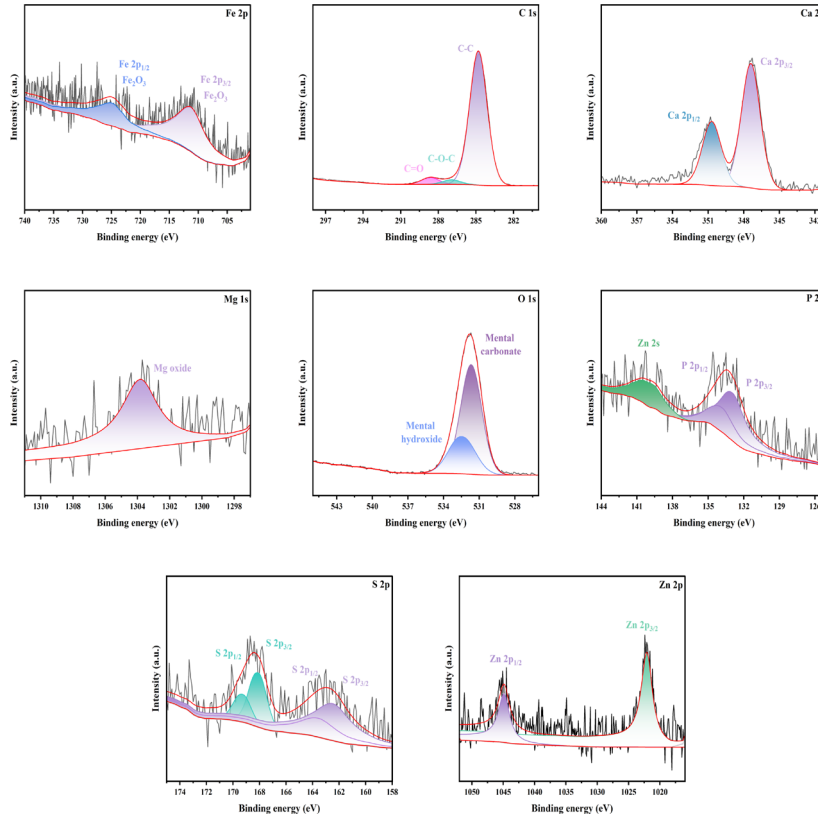 Fe 2p
Fe 2p1/2
Fe2O3
Fe 2p3/2
Fe2O3
Intensity (a.u.)
740 735 730 725 720 715 710 705
Binding energy (eV)
C 1s
C-C
C-O-C
C=O
Intensity (a.u.)
297 294 291 288 285 282
Binding energy (eV)
Ca 2
Ca 2p3/2
Ca 2p1/2
Intensity (a.u.)
360 357 354 351 348 345 342
Binding energy (eV)
Mg 1s
Mg oxide
Intensity (a.u.)
1310 1308 1306 1304 1302 1300 1298
Binding energy (eV)
O 1s
Mental
carbonate
Mental
hydroxide
Intensity (a.u.)
543 540 537 534 531 528
Binding energy (eV)
P 2
Zn 2s
P 2p1/2
P 2p3/2
Intensity (a.u.)
144 141 138 135 132 129
Binding energy (eV)
S 2p
S 2p1/2
S 2p3/2
S 2p1/2
S 2p3/2
Intensity (a.u.)
174 172 170 168 166 164 162 160 158
Binding energy (eV)
Zn 2p
Zn 2p3/2
Zn 2p1/2
Intensity (a.u.)
1050 1045 1040 1035 1030 1025 1020
Binding energy (eV)